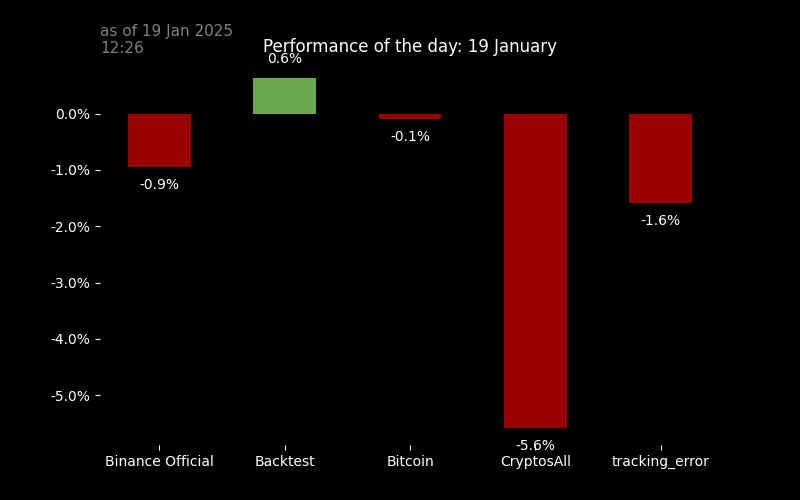 as of 19 Jan 2025
12:26
Performance of the day: 19 January
0.6%
0.0%
-0.1%
-1.0%
-0.9%
-2.0%
-1.6%
-3.0%
-4.0%
-5.0%
-5.6%
Binance Official
Backtest
Bitcoin
CryptosAll
tracking_error